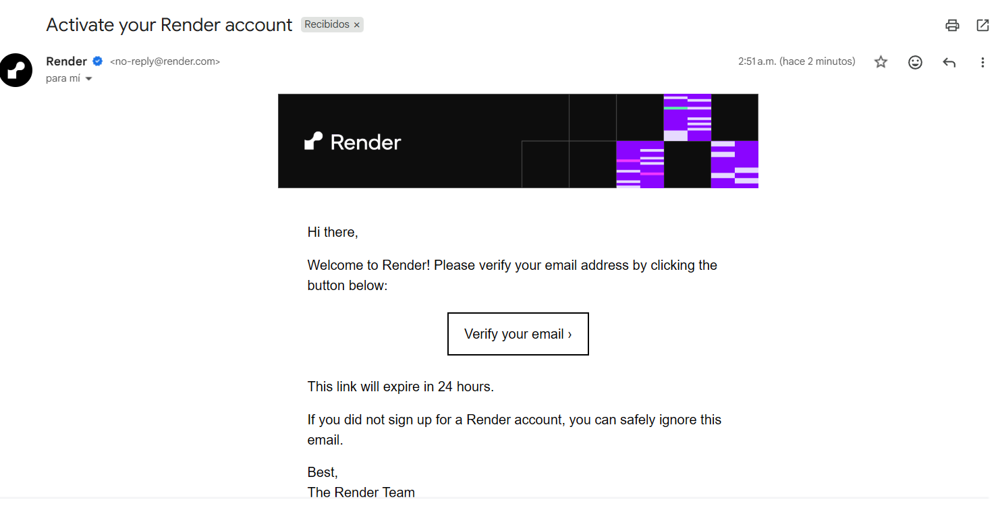 Activate your Render account Recibidos ×
Render <no-reply@render.com> 2:51 a.m. (hace 2 minutos)
para mí
Render
Hi there,
Welcome to Render! Please verify your email address by clicking the
button below:
Verify your email ›
This link will expire in 24 hours.
If you did not sign up for a Render account, you can safely ignore this
email.
Best,
The Render Team